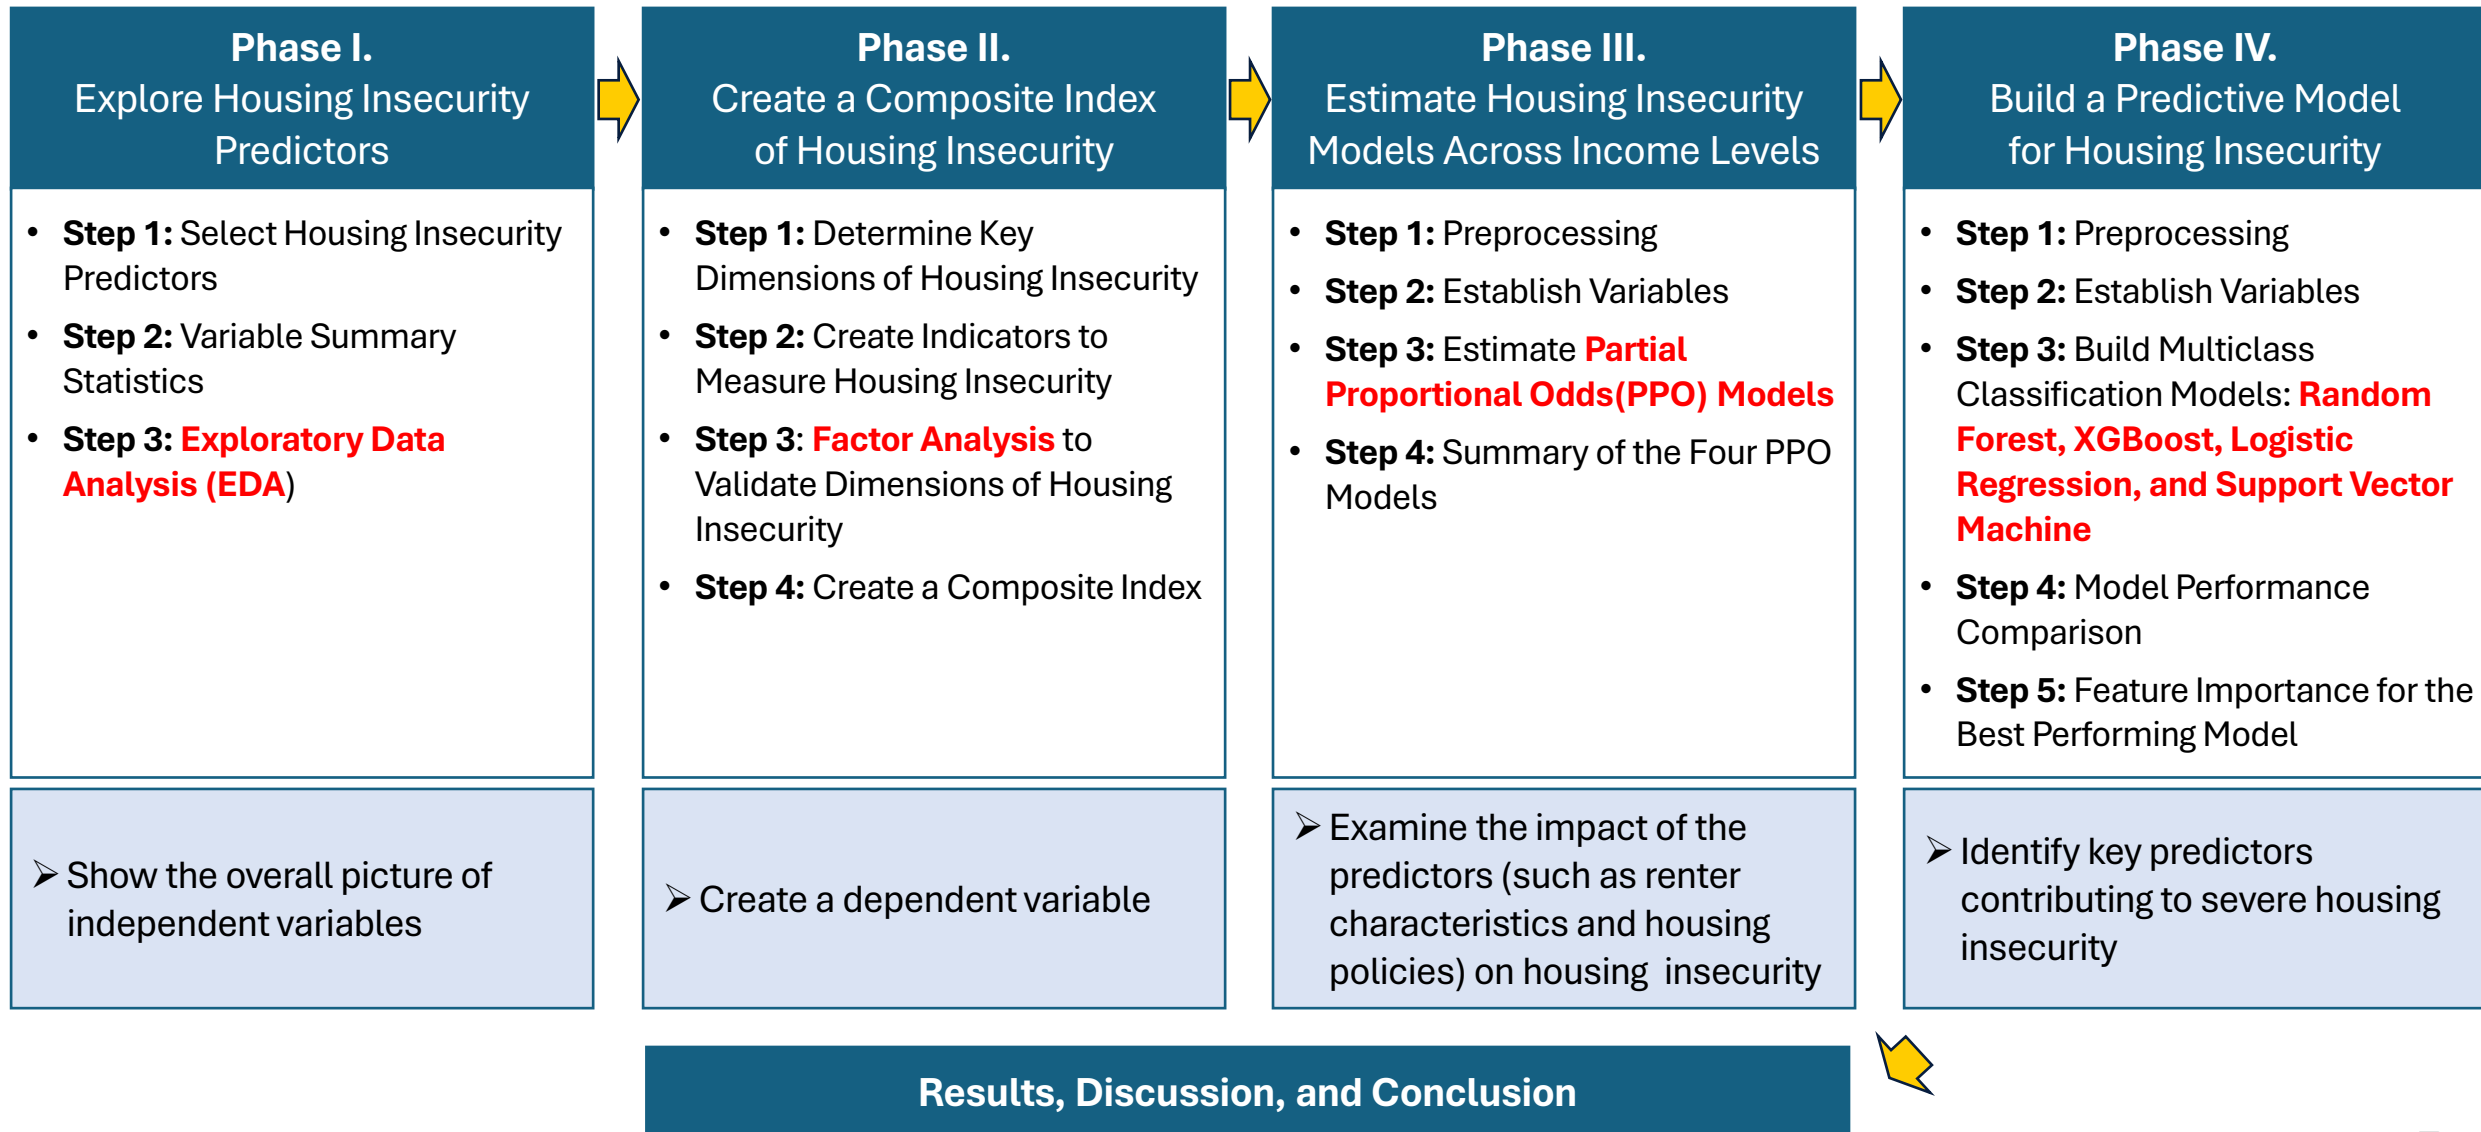 Phase I.
Explore Housing Insecurity
Predictors
• Step 1: Select Housing Insecurity
Predictors
• Step 2: Variable Summary
Statistics
• Step 3: Exploratory Data
Analysis (EDA)
➢ Show the overall picture of
independent variables
Phase II.
Create a Composite Index
of Housing Insecurity
• Step 1: Determine Key
Dimensions of Housing Insecurity
• Step 2: Create Indicators to
Measure Housing Insecurity
• Step 3: Factor Analysis to
Validate Dimensions of Housing
Insecurity
• Step 4: Create a Composite Index
➢ Create a dependent variable
Phase III.
Estimate Housing Insecurity
Models Across Income Levels
• Step 1: Preprocessing
• Step 2: Establish Variables
• Step 3: Estimate Partial
Proportional Odds(PPO) Models
• Step 4: Summary of the Four PPO
Models
➢ Examine the impact of the
predictors (such as renter
characteristics and housing
policies) on housing insecurity
Phase IV.
Build a Predictive Model
for Housing Insecurity
• Step 1: Preprocessing
• Step 2: Establish Variables
• Step 3: Build Multiclass
Classification Models: Random
Forest, XGBoost, Logistic
Regression, and Support Vector
Machine
• Step 4: Model Performance
Comparison
• Step 5: Feature Importance for the
Best Performing Model
➢ Identify key predictors
contributing to severe housing
insecurity
Results, Discussion, and Conclusion